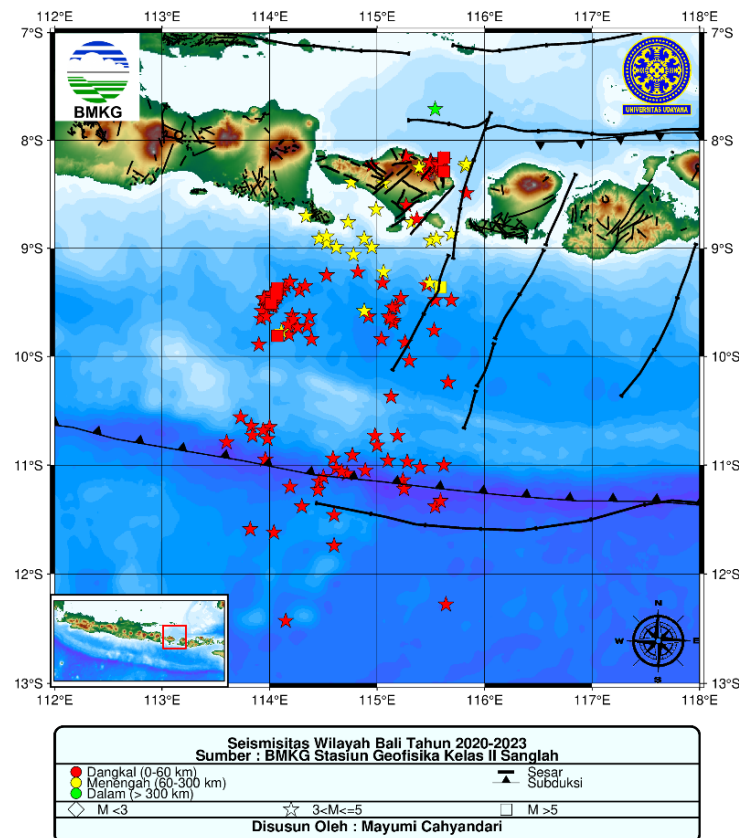 112°E 113°E 114°E 115°E 116°E 117°E 118°E
7°S 7°S
BMKG
UNIVERSITAS UDAYANA
8°S 8°S
9°S 9°S
10°S 10°S
11°S 11°S
12°S 12°S
N
W E
S
13°S 13°S
112°E 113°E 114°E 115°E 116°E 117°E 118°E
Seismisitas Wilayah Bali Tahun 2020-2023
Sumber : BMKG Stasiun Geofisika Kelas II Sanglah
Dangkal (0-60 km) Sesar
Menengah (60-300 km) Subduksi
Dalam (> 300 km)
M <3 3<M<=5 M >5
Disusun Oleh : Mayumi Cahyandari